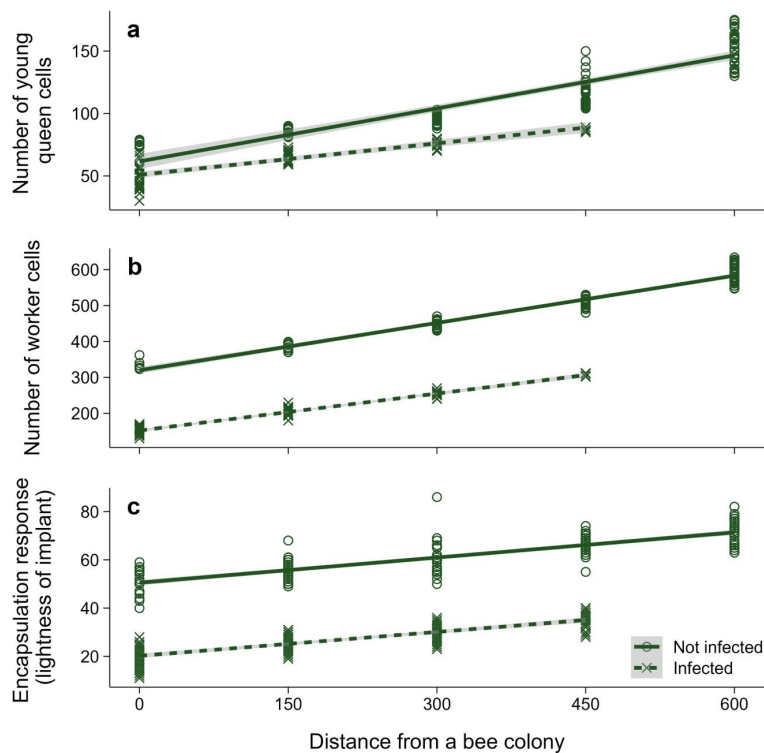 a
Number of young
queen cells
150
100
50
b
Number of worker cells
600
500
400
300
200
c
Encapsulation response
(lightness of implant)
80
60
40
20
Not infected
Infected
0
150
300
450
600
Distance from a bee colony